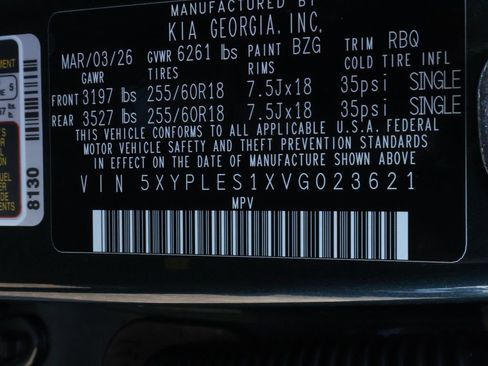 MANUFACTURED BY
KIA GEORGIA, INC.
MAR/03/26 GVWR 6261 lbs PAINT BZG TRIM RBQ
GAWR TIRES RIMS COLD TIRE INFL
FRONT 3197 lbs 255/60R18 7.5Jx18 35psi SINGLE
REAR 3527 lbs 255/60R18 7.5Jx18 35psi SINGLE
THIS VEHICLE CONFORMS TO ALL APPLICABLE U.S.A. FEDERAL
MOTOR VEHICLE SAFETY AND THEFT PREVENTION STANDARDS
IN EFFECT ON THE DATE OF MANUFACTURE SHOWN ABOVE
VIN 5XYPLES1XVG023621
MPV
8130